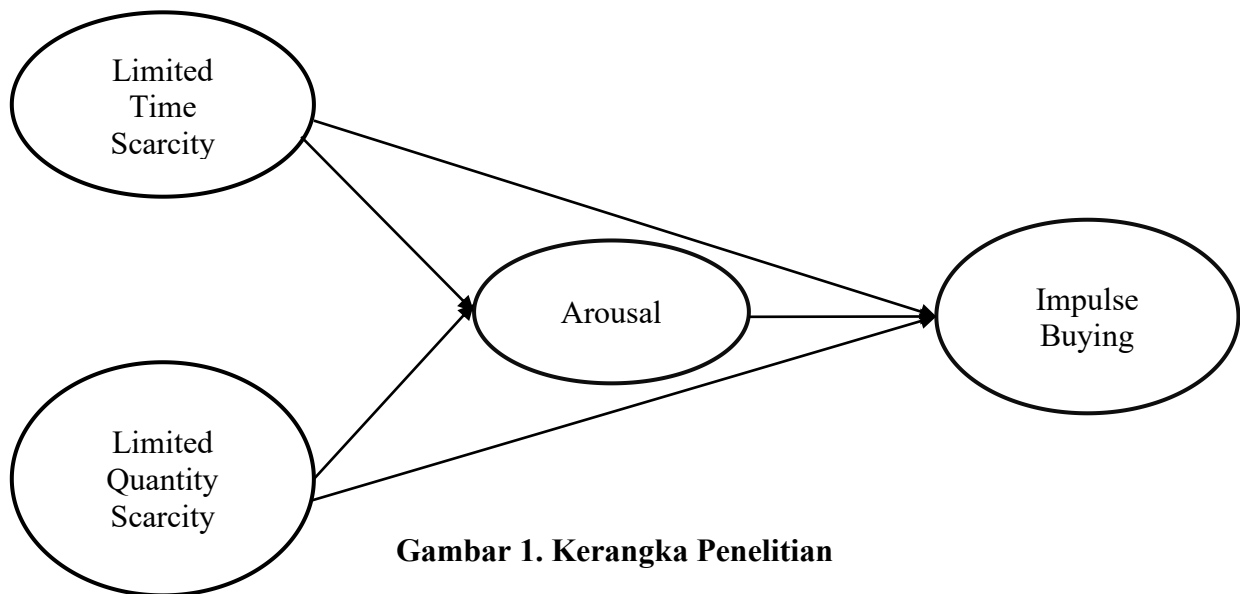 Limited
Time
Scarcity
Arousal
Impulse
Buying
Limited
Quantity
Scarcity
Gambar 1. Kerangka Penelitian